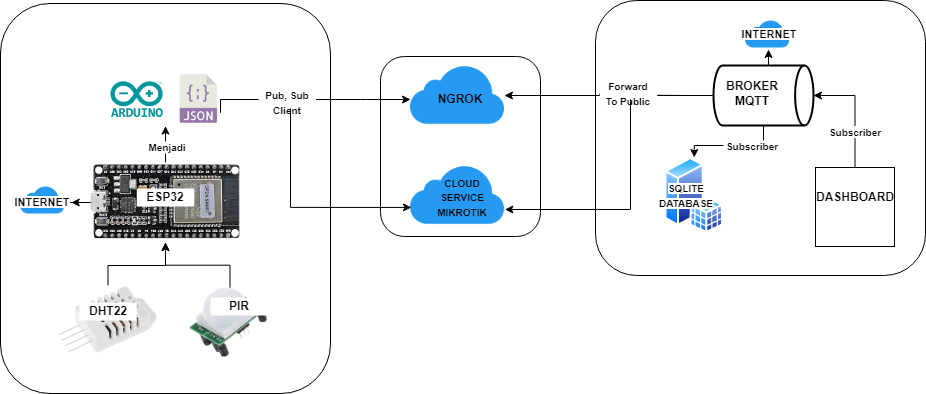 ARDUINO
{;}
JSON
Menjadi
ESP32
INTERNET
DHT22
PIR
Pub, Sub
Client
NGROK
CLOUD
SERVICE
MIKROTIK
Forward
To Public
INTERNET
BROKER
MQTT
Subscriber
Subscriber
SQLITE
DATABASE
DASHBOARD